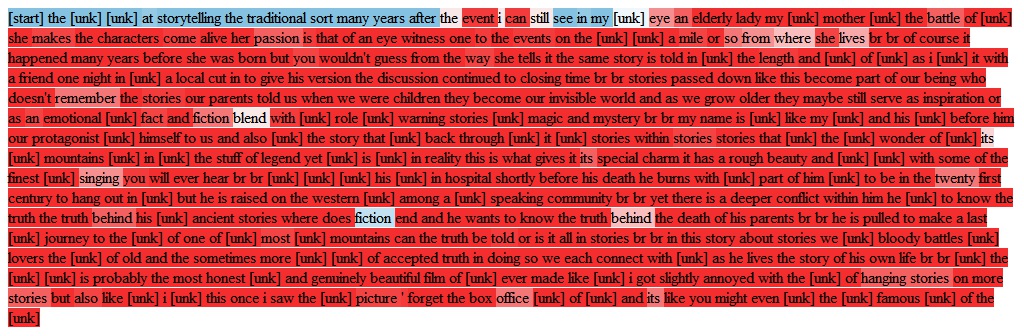 [start] the [unk] [unk] at storytelling the traditional sort many years after the event i can still see in my [unk] eye an elderly lady my [unk] mother [unk] the battle of [unk]
she makes the characters come alive her passion is that of an eye witness one to the events on the [unk] [unk] a mile or so from where she lives br br of course it
happened many years before she was born but you wouldn't guess from the way she tells it the same story is told in [unk] the length and [unk] of [unk] as i [unk] it with
a friend one night in [unk] a local cut in to give his version the discussion continued to closing time br br stories passed down like this become part of our being who
doesn't remember the stories our parents told us when we were children they become our invisible world and as we grow older they maybe still serve as inspiration or
as an emotional [unk] fact and fiction blend with [unk] role [unk] warning stories [unk] magic and mystery br br my name is [unk] like my [unk] and his [unk] before him
our protagonist [unk] himself to us and also [unk] the story that [unk] back through [unk] it [unk] stories within stories stories that [unk] the [unk] wonder of [unk] its
[unk] mountains [unk] in [unk] the stuff of legend yet [unk] is [unk] in reality this is what gives it its special charm it has a rough beauty and [unk] [unk] with some of the
finest [unk] singing you will ever hear br br [unk] [unk] [unk] his [unk] in hospital shortly before his death he burns with [unk] part of him [unk] to be in the twenty first
century to hang out in [unk] but he is raised on the western [unk] among a [unk] speaking community br br yet there is a deeper conflict within him he [unk] to know the
truth the truth behind his [unk] ancient stories where does fiction end and he wants to know the truth behind the death of his parents br br he is pulled to make a last
[unk] journey to the [unk] of one of [unk] most [unk] mountains can the truth be told or is it all in stories br br in this story about stories we [unk] bloody battles [unk]
lovers the [unk] of old and the sometimes more [unk] [unk] of accepted truth in doing so we each connect with [unk] as he lives the story of his own life br br [unk] the
[unk] [unk] is probably the most honest [unk] and genuinely beautiful film of [unk] ever made like [unk] i got slightly annoyed with the [unk] of hanging stories on more
stories but also like [unk] i [unk] this once i saw the [unk] picture ' forget the box office [unk] of [unk] and its like you might even [unk] the [unk] famous [unk] of the
[unk]